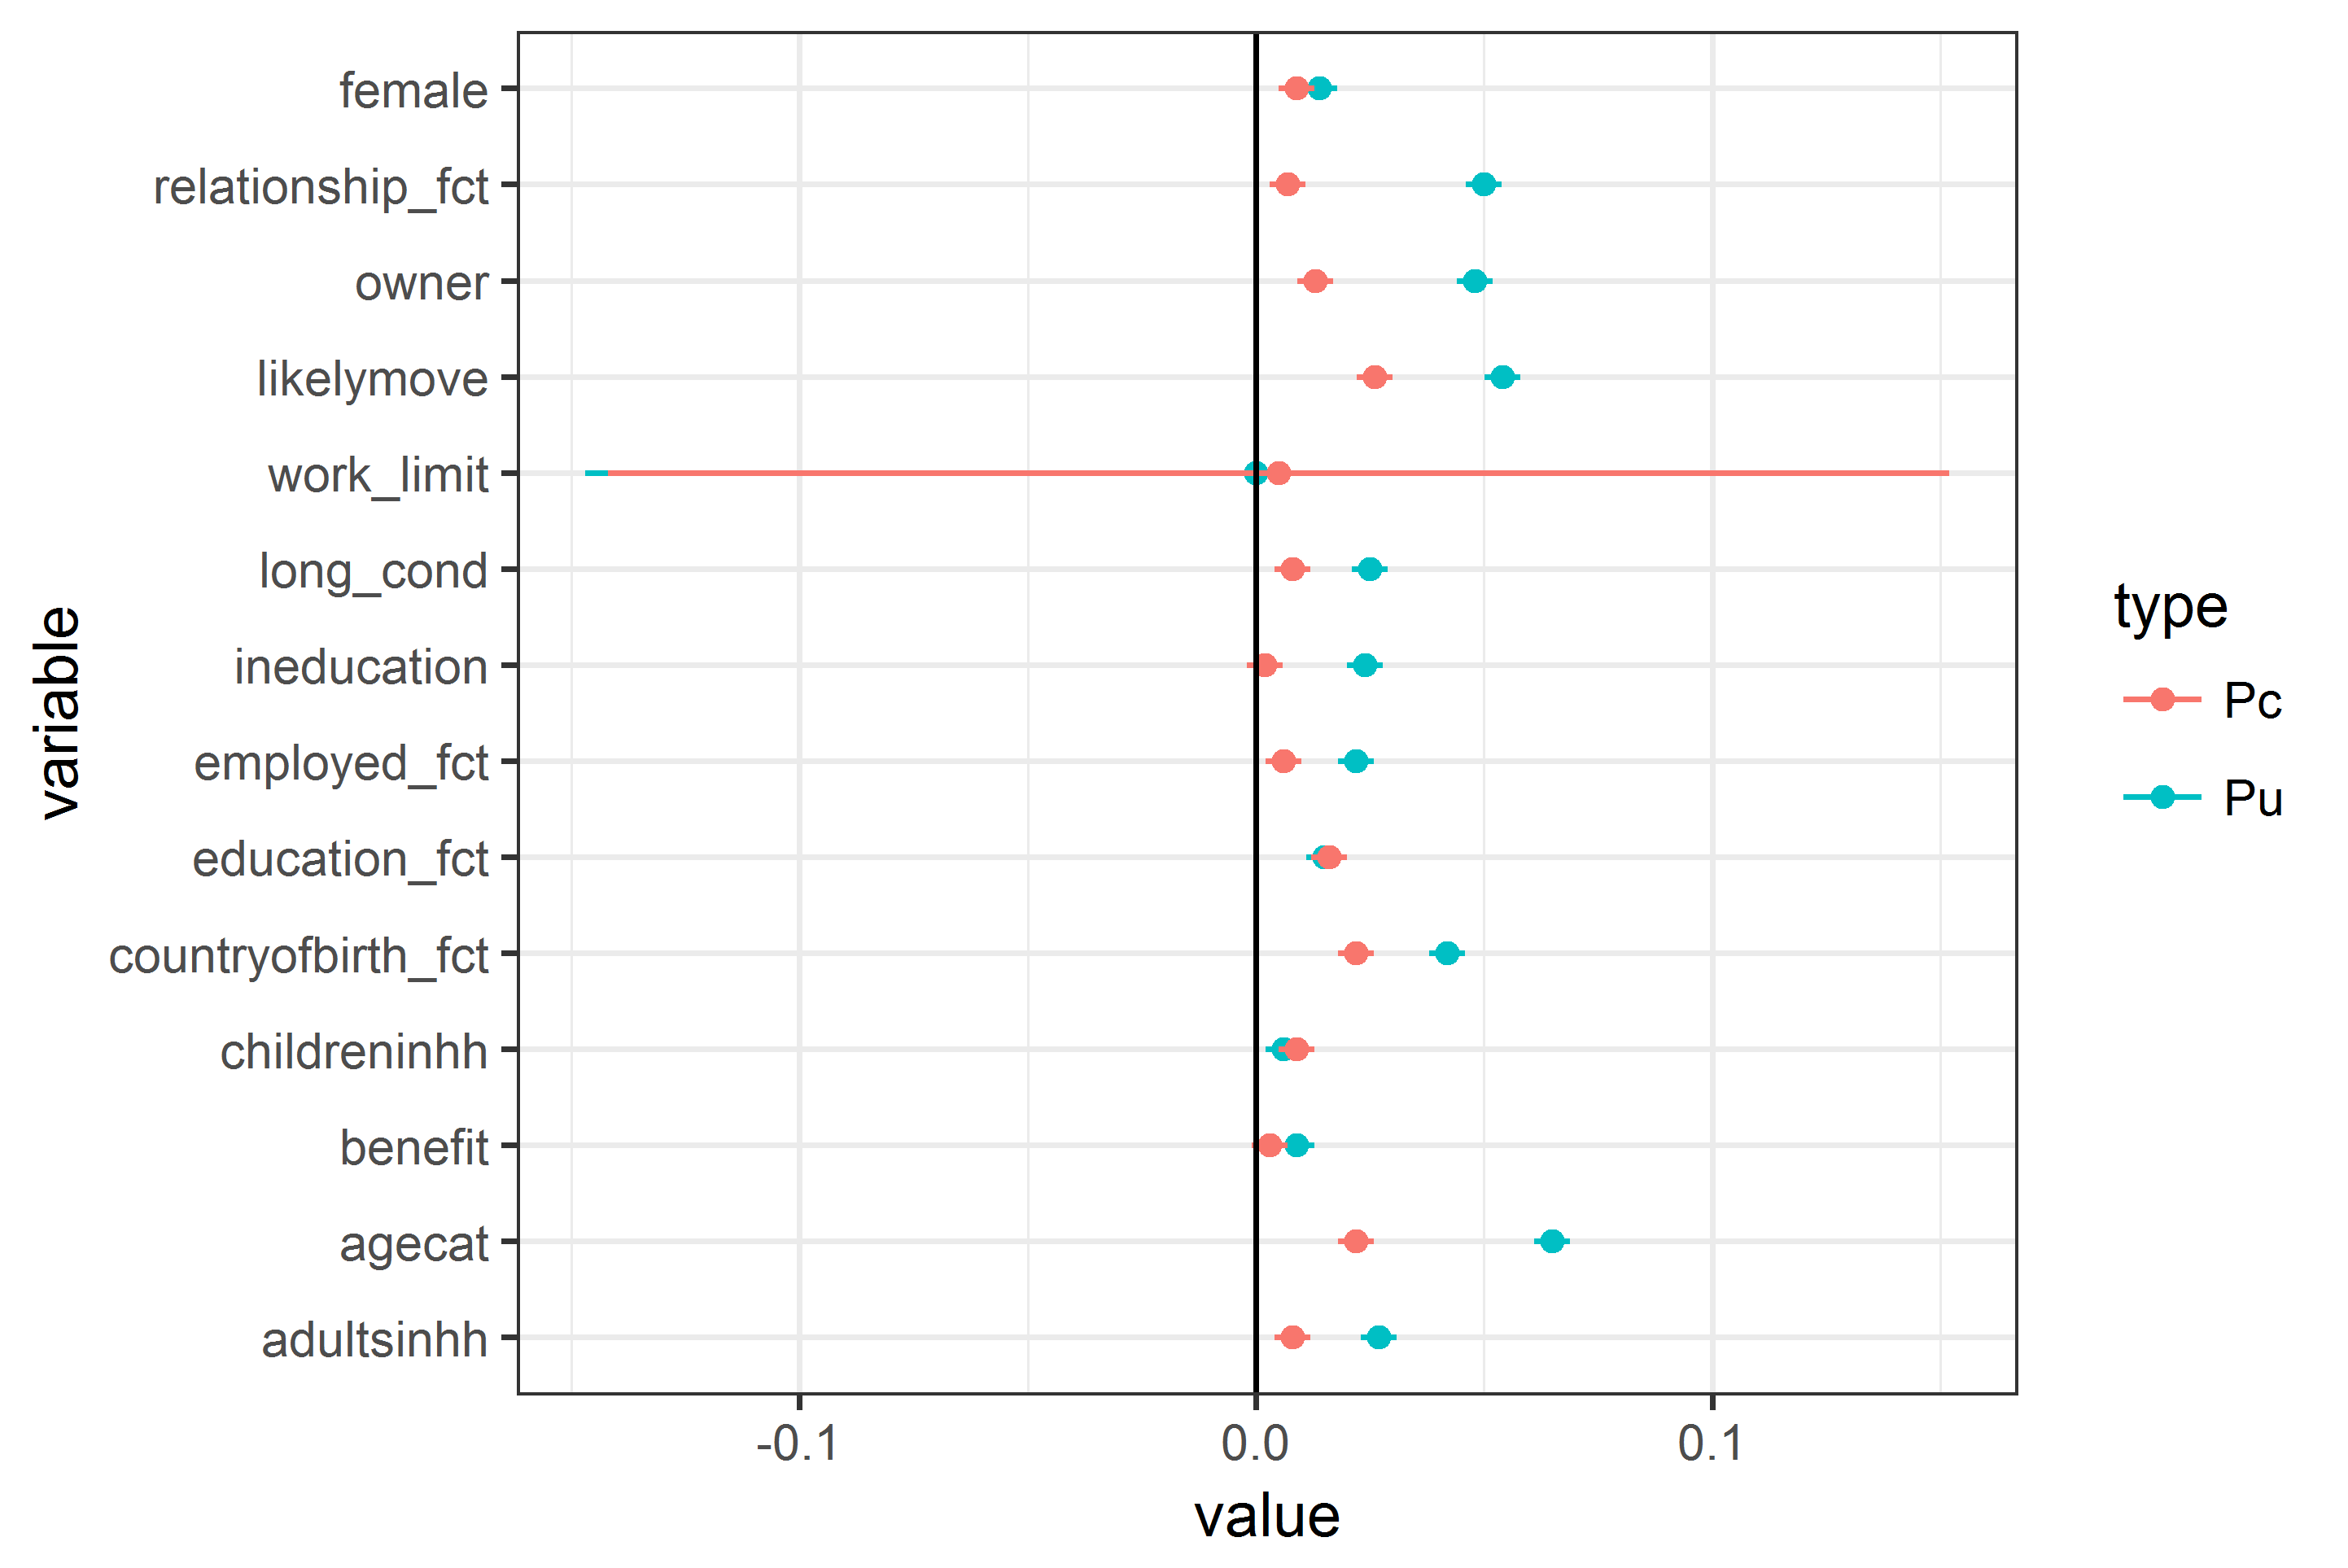 female
relationship_fct
owner
likelymove
work_limit
long_cond
ineducation
employed_fct
education_fct
countryofbirth_fct
childreninhh
benefit
agecat
adultsinhh
variable
-0.1 0.0 0.1
value
type
Pc
Pu